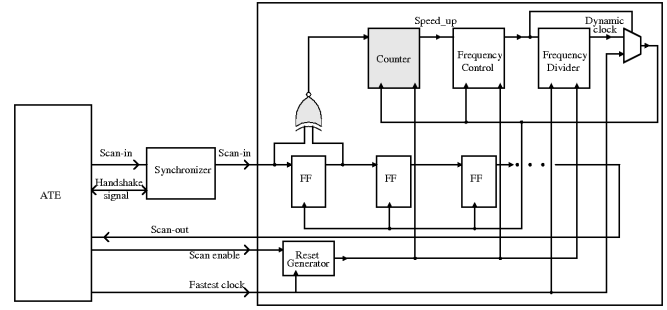 Speed_up
Dynamic
clock
Counter
Frequency
Control
Frequency
Divider
ATE
Scan-in
Synchronizer
Scan-in
FF
FF
FF
Handshake
signal
Scan-out
Scan enable
Reset
Generator
Fastest clock